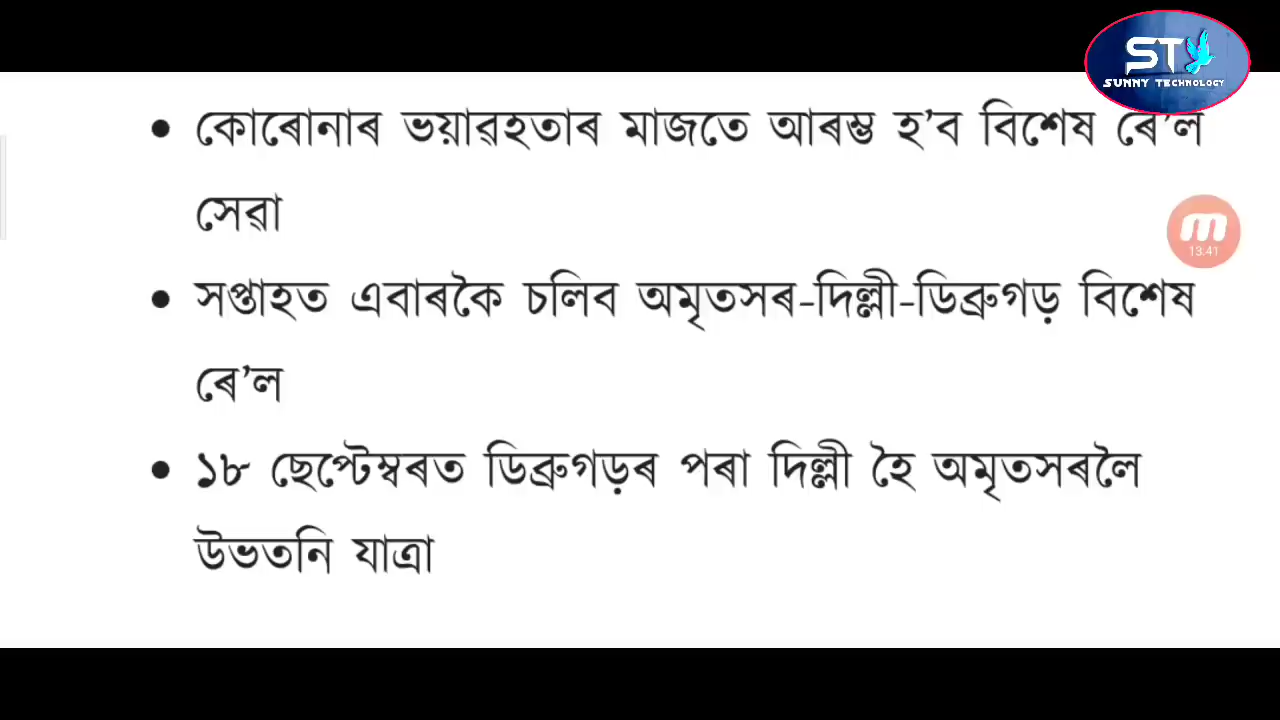 ST
SUNNY TECHNOLOGY
• কোৰোনাৰ ভয়াৱহতাৰ মাজতে আৰম্ভ হ’ব বিশেষ ৰে’ল
সেৱা
13.41
• সপ্তাহত এবাৰকৈ চলিব অমৃতসৰ-দিল্লী-ডিব্ৰুগড় বিশেষ
ৰে’ল
• ১৮ ছেপ্টেম্বৰত ডিব্ৰুগড়ৰ পৰা দিল্লী হৈ অমৃতসৰলৈ
উভতনি যাত্ৰা